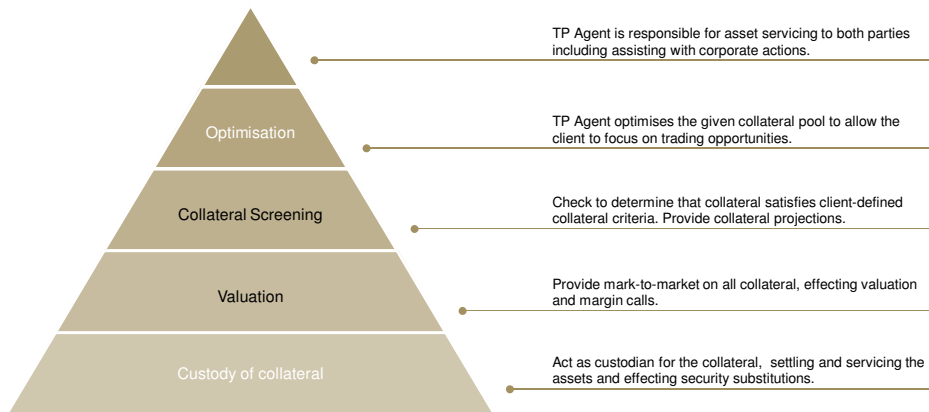 TP Agent is responsible for asset servicing to both parties
including assisting with corporate actions.
Optimisation
TP Agent optimises the given collateral pool to allow the
client to focus on trading opportunities.
Collateral Screening
Check to determine that collateral satisfies client-defined
collateral criteria. Provide collateral projections.
Valuation
Provide mark-to-market on all collateral, effecting valuation
and margin calls.
Custody of collateral
Act as custodian for the collateral, settling and servicing the
assets and effecting security substitutions.